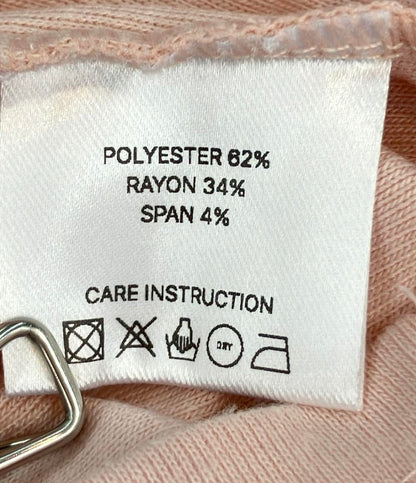 POLYESTER 62%
RAYON 34%
SPAN 4%
CARE INSTRUCTION
DRY